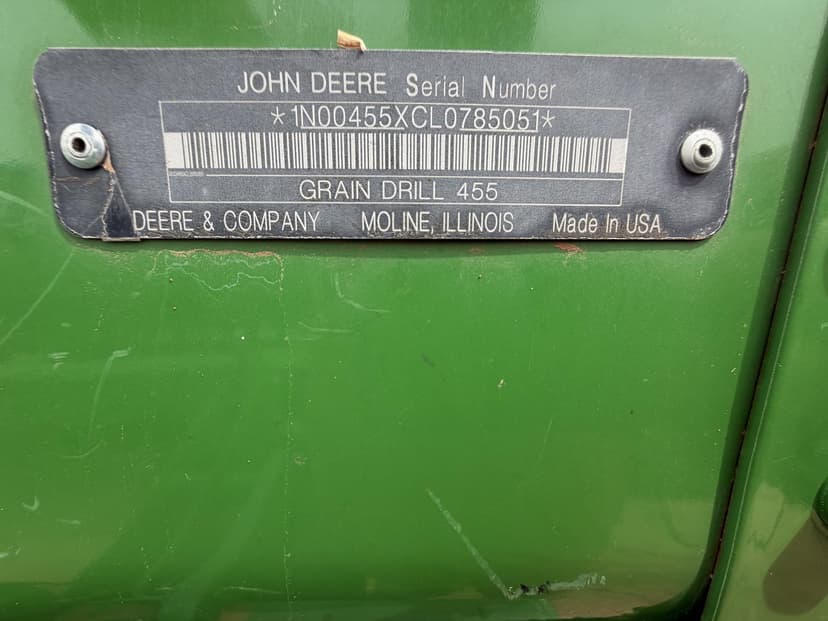 JOHN DEERE Serial Number
*1N00455XCL0785051*
GRAIN DRILL 455
DEERE & COMPANY MOLINE, ILLINOIS Made In USA